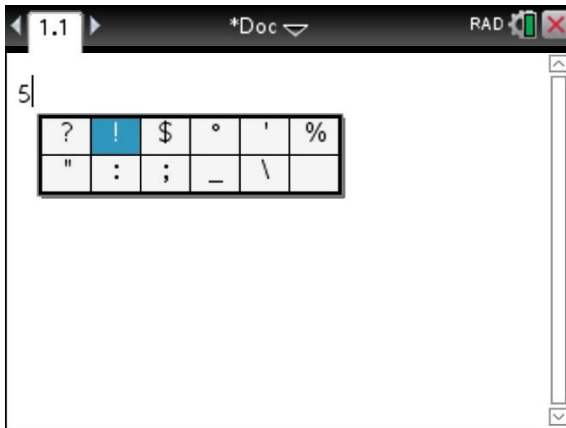 1.1 *Doc RAD
5
? ! $ ° ' %
" : ; _ \